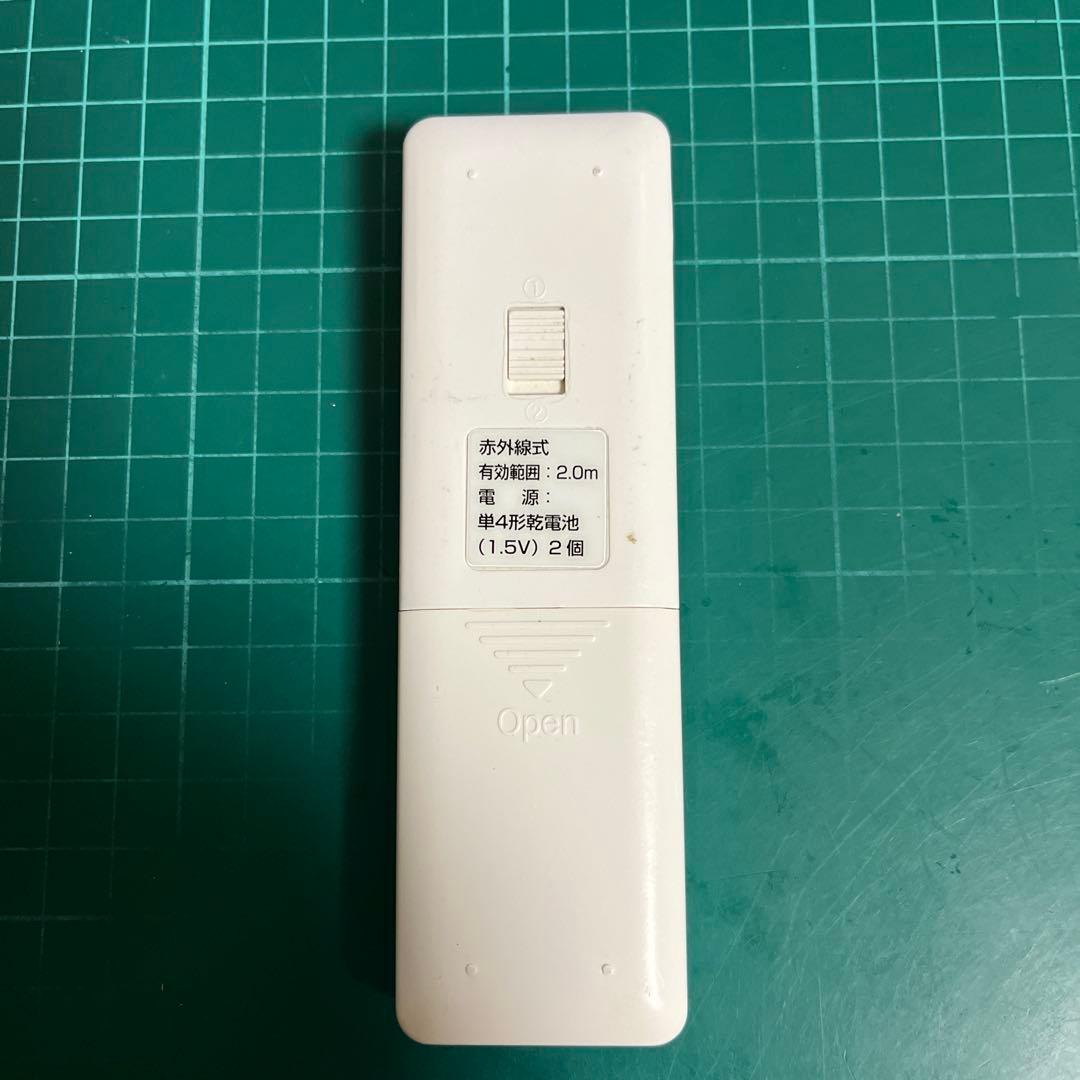 ①
②
赤外線式
有効範囲：2.0m
電　源：
単4形乾電池
（1.5V）2個
Open